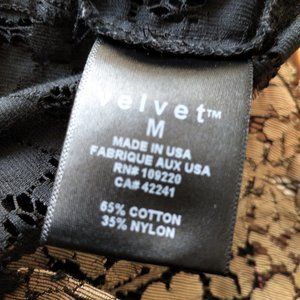 velvet™
M
MADE IN USA
FABRIQUE AUX USA
RN# 109220
CA# 42241
65% COTTON
35% NYLON